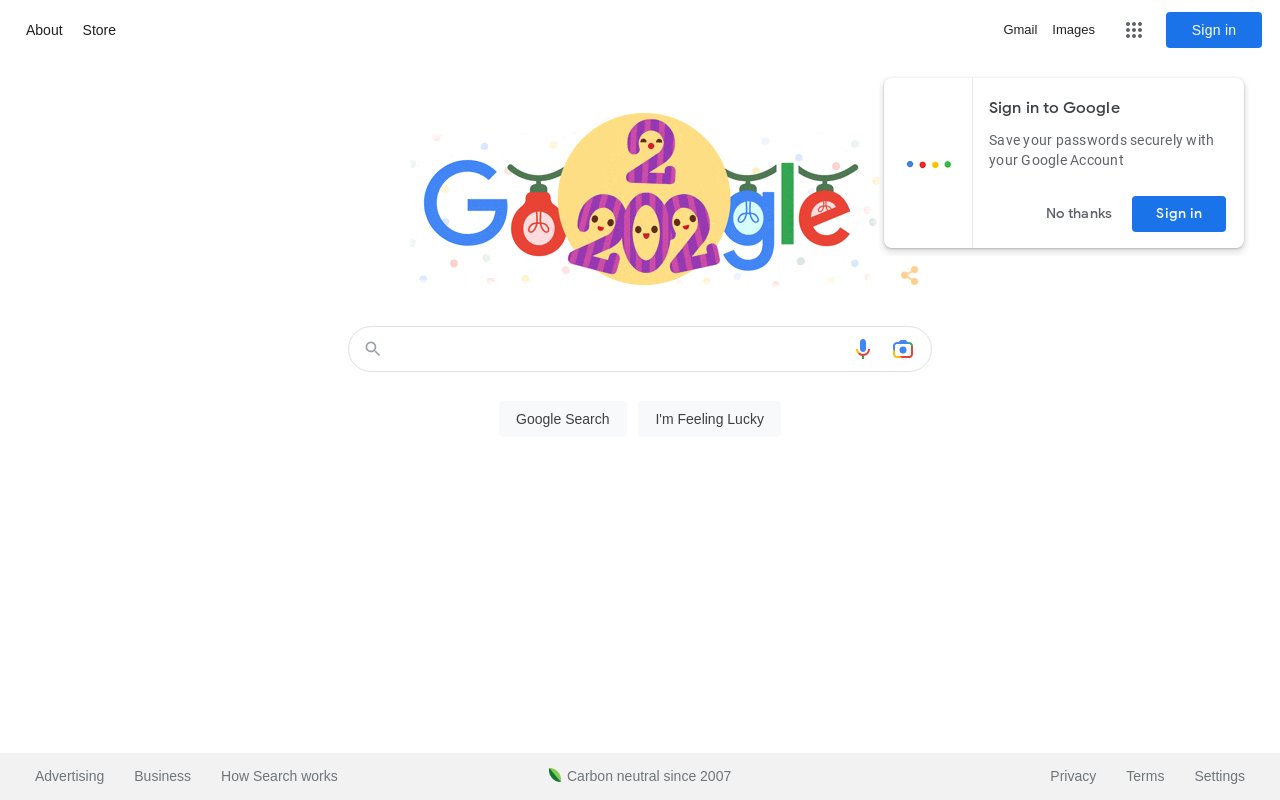 About Store
Gmail Images Sign in
Sign in to Google
Save your passwords securely with
your Google Account
No thanks Sign in
2
Google
202
Google Search I'm Feeling Lucky
Advertising Business How Search works
Carbon neutral since 2007
Privacy Terms Settings